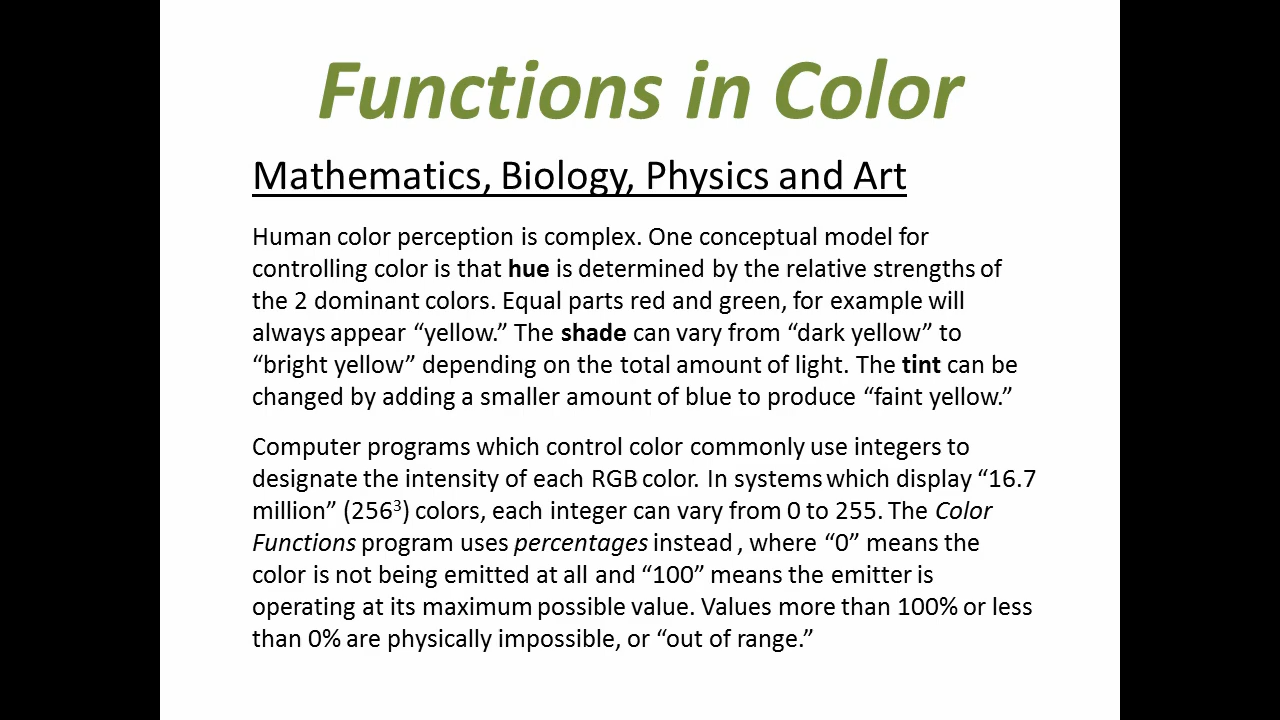 Functions in Color
Mathematics, Biology, Physics and Art
Human color perception is complex. One conceptual model for
controlling color is that hue is determined by the relative strengths of
the 2 dominant colors. Equal parts red and green, for example will
always appear “yellow.” The shade can vary from “dark yellow” to
“bright yellow” depending on the total amount of light. The tint can be
changed by adding a smaller amount of blue to produce “faint yellow.”
Computer programs which control color commonly use integers to
designate the intensity of each RGB color. In systems which display “16.7
million” (256³) colors, each integer can vary from 0 to 255. The Color
Functions program uses percentages instead , where “0” means the
color is not being emitted at all and “100” means the emitter is
operating at its maximum possible value. Values more than 100% or less
than 0% are physically impossible, or “out of range.”